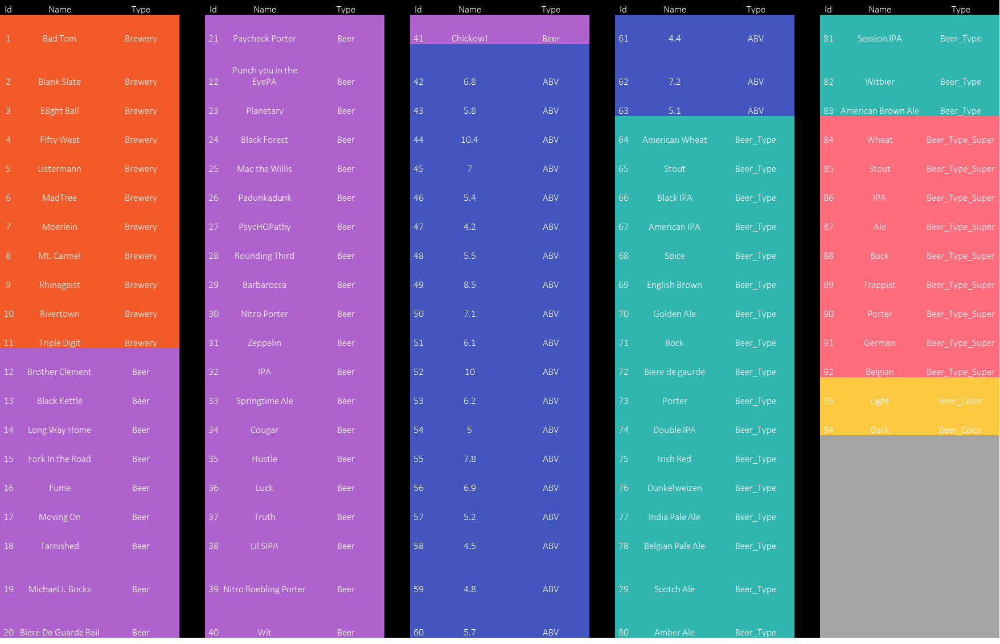 Id Name Type
1 Bad Tom Brewery
2 Blank Slate Brewery
3 E8ght Ball Brewery
4 Fifty West Brewery
5 Listermann Brewery
6 MadTree Brewery
7 Moerlein Brewery
8 Mt. Carmel Brewery
9 Rhinegeist Brewery
10 Rivertown Brewery
11 Triple Digit Brewery
12 Brother Clement Beer
13 Black Kettle Beer
14 Long Way Home Beer
15 Fork In the Road Beer
16 Fume Beer
17 Moving On Beer
18 Tarnished Beer
19 Michael J. Bocks Beer
20 Biere De Guarde Rail Beer
Id Name Type
21 Paycheck Porter Beer
Punch you in the
22 EyePA Beer
23 Planetary Beer
24 Black Forest Beer
25 Mac the Willis Beer
26 Padunkadunk Beer
27 PsycHOPathy Beer
28 Rounding Third Beer
29 Barbarossa Beer
30 Nitro Porter Beer
31 Zeppelin Beer
32 IPA Beer
33 Springtime Ale Beer
34 Cougar Beer
35 Hustle Beer
36 Luck Beer
37 Truth Beer
38 Lil SIPA Beer
39 Nitro Roebling Porter Beer
40 Wit Beer
Id Name Type
41 Chickow! Beer
42 6.8 ABV
43 5.8 ABV
44 10.4 ABV
45 7 ABV
46 5.4 ABV
47 4.2 ABV
48 5.5 ABV
49 8.5 ABV
50 7.1 ABV
51 6.1 ABV
52 10 ABV
53 6.2 ABV
54 5 ABV
55 7.8 ABV
56 6.9 ABV
57 5.2 ABV
58 4.5 ABV
59 4.8 ABV
60 5.7 ABV
Id Name Type
61 4.4 ABV
62 7.2 ABV
63 5.1 ABV
64 American Wheat Beer_Type
65 Stout Beer_Type
66 Black IPA Beer_Type
67 American IPA Beer_Type
68 Spice Beer_Type
69 English Brown Beer_Type
70 Golden Ale Beer_Type
71 Bock Beer_Type
72 Biere de gaurde Beer_Type
73 Porter Beer_Type
74 Double IPA Beer_Type
75 Irish Red Beer_Type
76 Dunkelweizen Beer_Type
77 India Pale Ale Beer_Type
78 Belgian Pale Ale Beer_Type
79 Scotch Ale Beer_Type
80 Amber Ale Beer_Type
Id Name Type
81 Session IPA Beer_Type
82 Witbier Beer_Type
83 American Brown Ale Beer_Type
84 Wheat Beer_Type_Super
85 Stout Beer_Type_Super
86 IPA Beer_Type_Super
87 Ale Beer_Type_Super
88 Bock Beer_Type_Super
89 Trappist Beer_Type_Super
90 Porter Beer_Type_Super
91 German Beer_Type_Super
92 Belgian Beer_Type_Super
93 Light Beer_Color
94 Dark Beer_Color